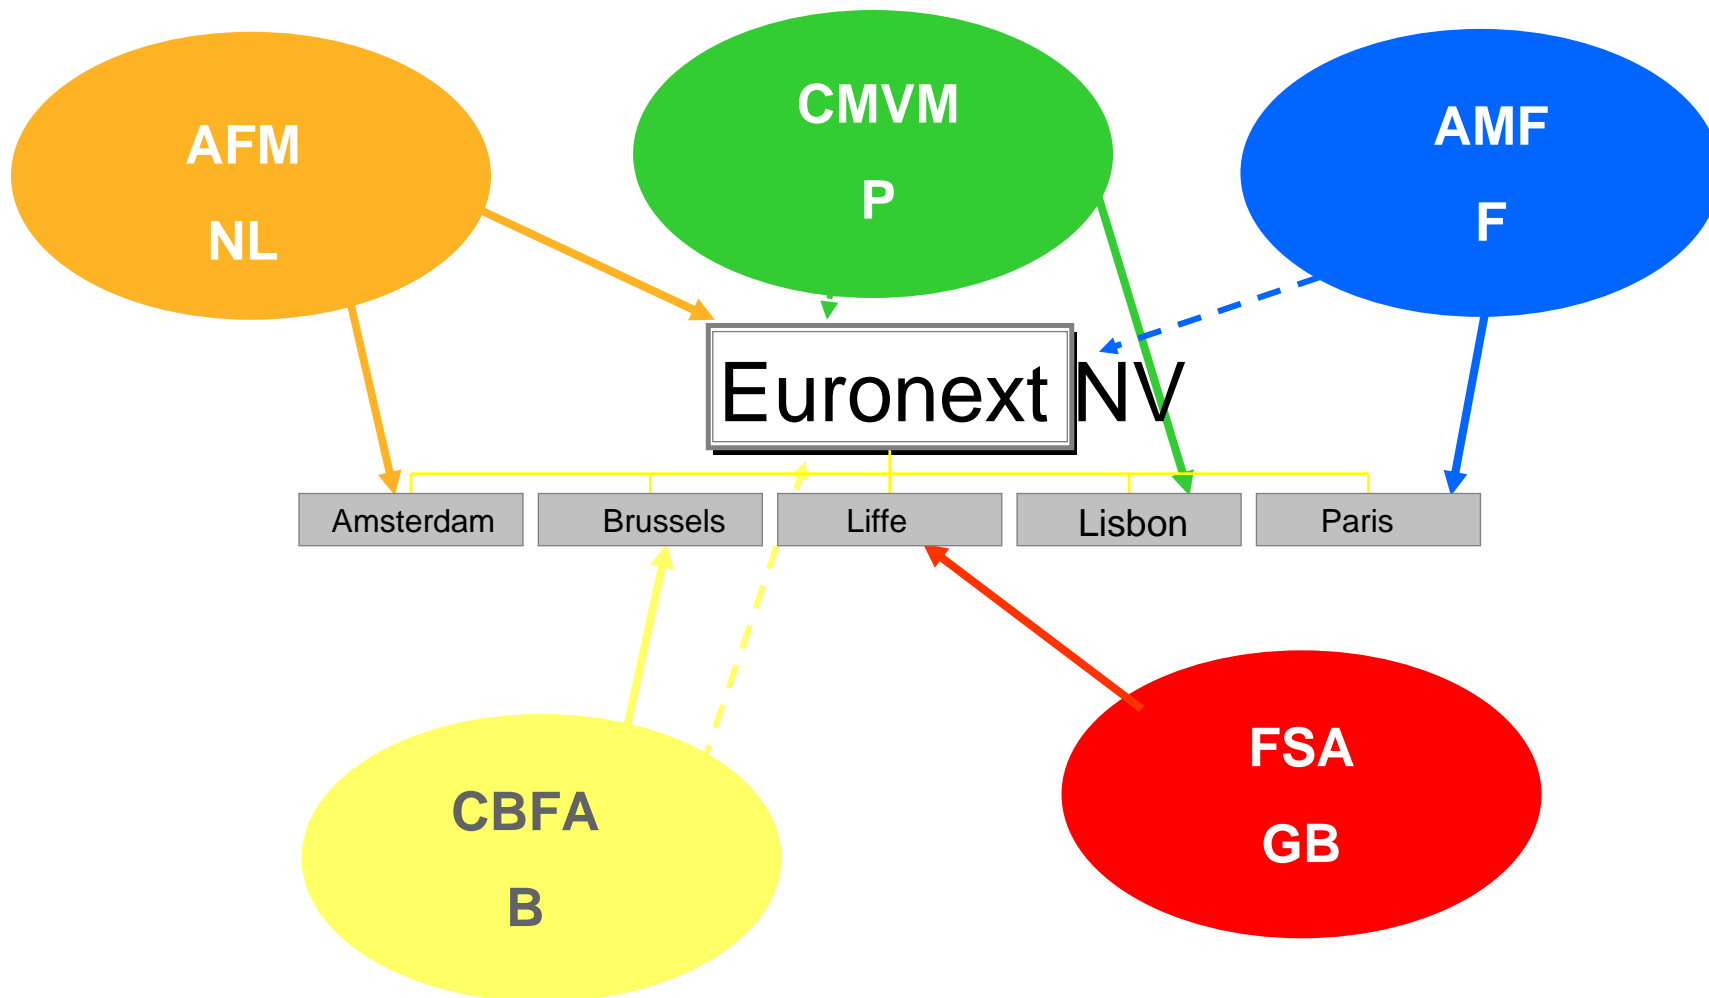 AFM
NL
CMVM
P
AMF
F
Euronext NV
Amsterdam
Brussels
Liffe
Lisbon
Paris
CBFA
B
FSA
GB